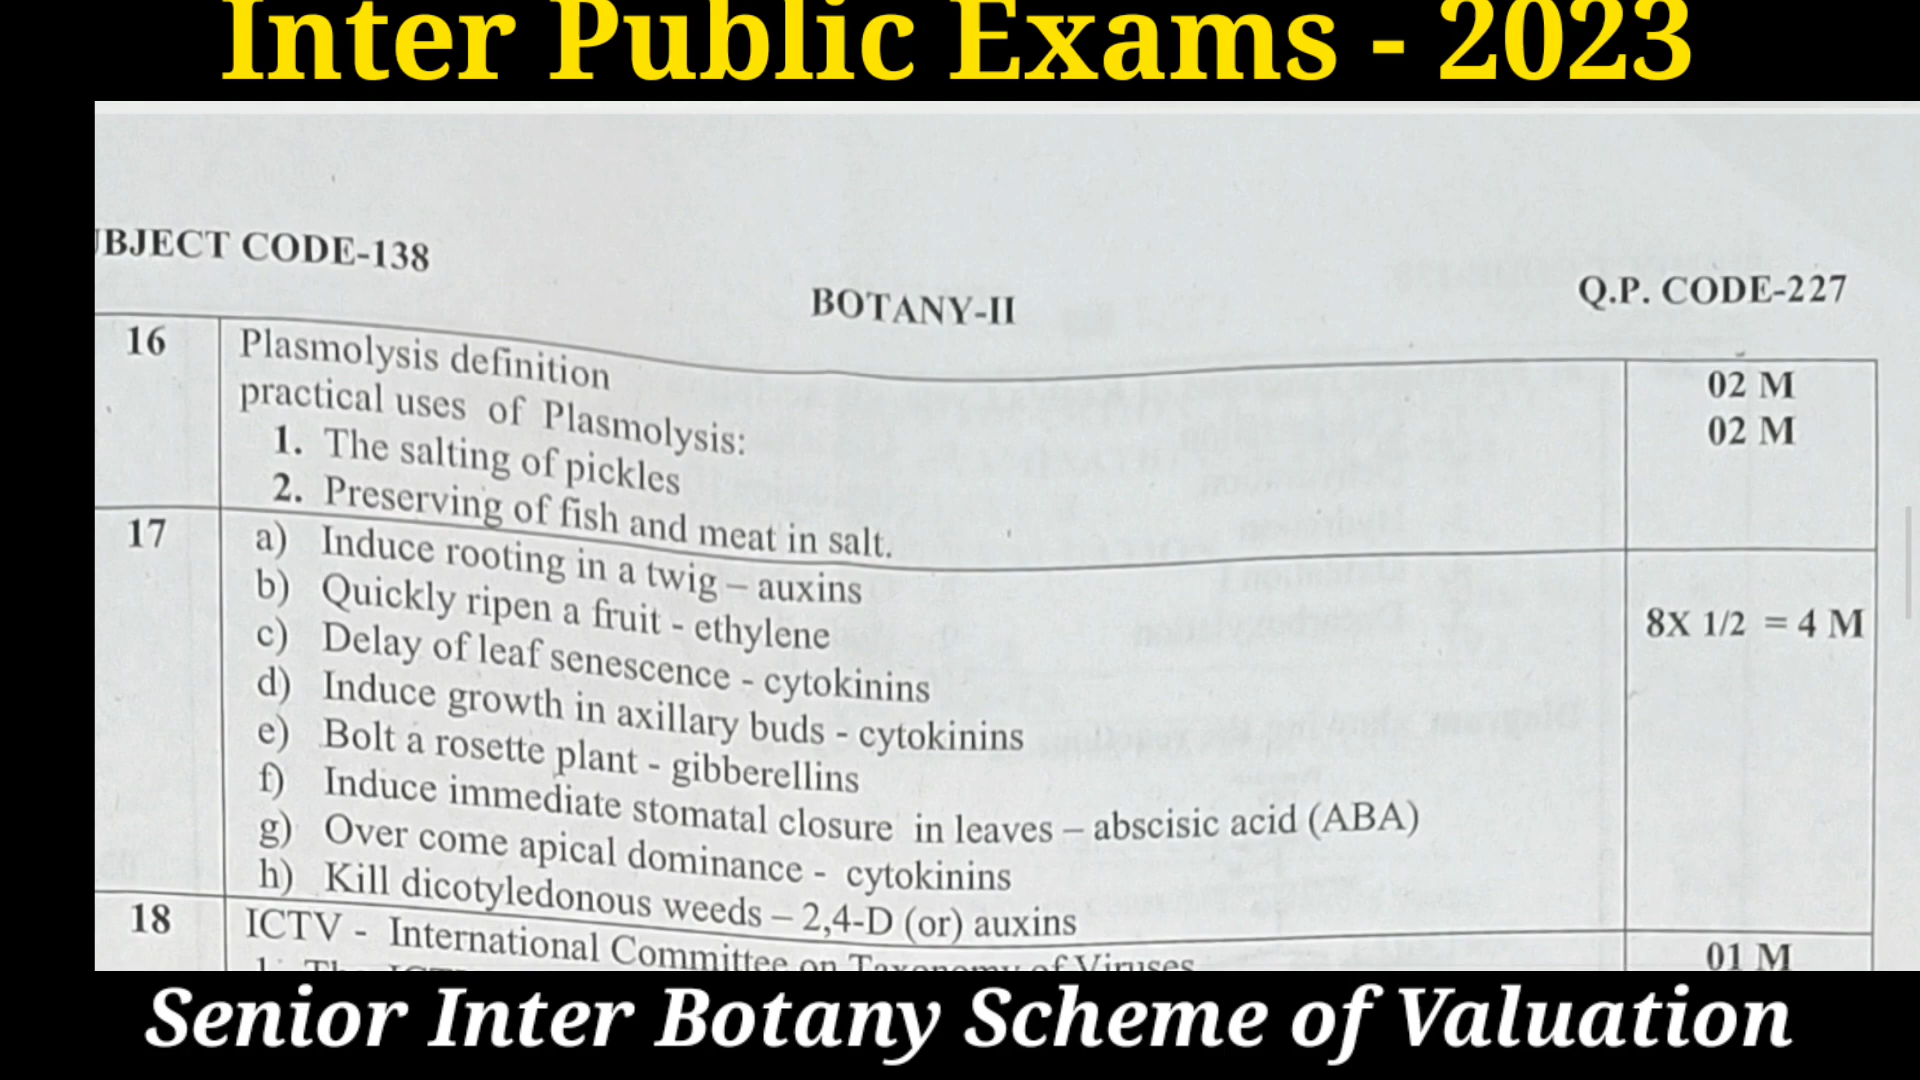 Inter Public Exams - 2023
UBJECT CODE-138
BOTANY-II
Q.P. CODE-227
16 Plasmolysis definition 02 M
practical uses of Plasmolysis: 02 M
1. The salting of pickles
2. Preserving of fish and meat in salt.
17 a) Induce rooting in a twig – auxins
b) Quickly ripen a fruit - ethylene
8X 1/2 = 4 M
c) Delay of leaf senescence - cytokinins
d) Induce growth in axillary buds - cytokinins
e) Bolt a rosette plant - gibberellins
f) Induce immediate stomatal closure in leaves – abscisic acid (ABA)
g) Over come apical dominance - cytokinins
h) Kill dicotyledonous weeds – 2,4-D (or) auxins
18 ICTV - International Committee on Taxonomy of Viruses 01 M
Senior Inter Botany Scheme of Valuation